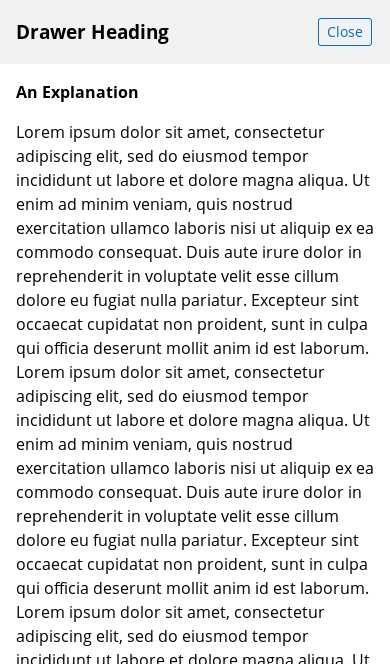 Drawer Heading
Close
An Explanation
Lorem ipsum dolor sit amet, consectetur
adipiscing elit, sed do eiusmod tempor
incididunt ut labore et dolore magna aliqua. Ut
enim ad minim veniam, quis nostrud
exercitation ullamco laboris nisi ut aliquip ex ea
commodo consequat. Duis aute irure dolor in
reprehenderit in voluptate velit esse cillum
dolore eu fugiat nulla pariatur. Excepteur sint
occaecat cupidatat non proident, sunt in culpa
qui officia deserunt mollit anim id est laborum.
Lorem ipsum dolor sit amet, consectetur
adipiscing elit, sed do eiusmod tempor
incididunt ut labore et dolore magna aliqua. Ut
enim ad minim veniam, quis nostrud
exercitation ullamco laboris nisi ut aliquip ex ea
commodo consequat. Duis aute irure dolor in
reprehenderit in voluptate velit esse cillum
dolore eu fugiat nulla pariatur. Excepteur sint
occaecat cupidatat non proident, sunt in culpa
qui officia deserunt mollit anim id est laborum.
Lorem ipsum dolor sit amet, consectetur
adipiscing elit, sed do eiusmod tempor
incididunt ut labore et dolore magna aliqua. Ut